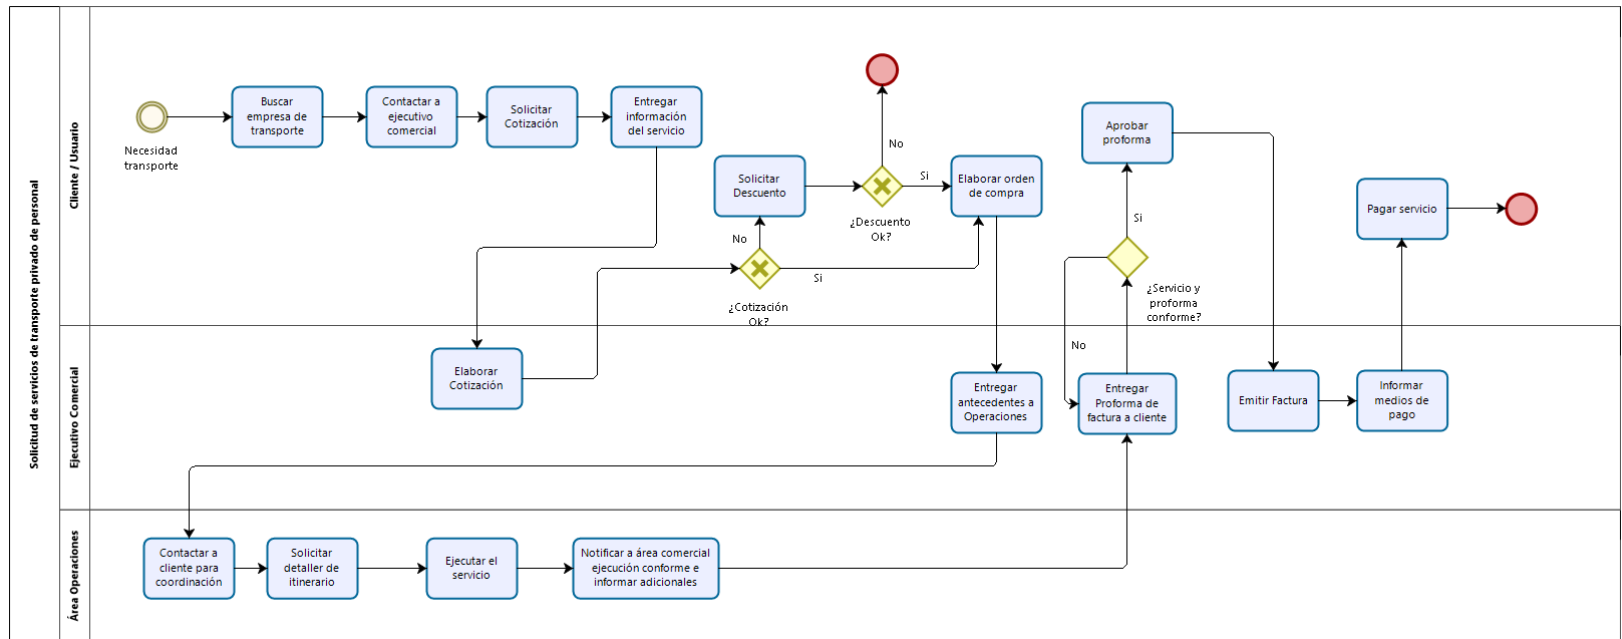 Solicitud de servicios de transporte privado de personal
Cliente / Usuario
Necesidad
transporte
Buscar
empresa de
transporte
Contactar a
ejecutivo
comercial
Solicitar
Cotización
Entregar
información
del servicio
Solicitar
Descuento
No
¿Cotización
Ok?
Si
No
Si
¿Descuento
Ok?
Elaborar orden
de compra
Aprobar
proforma
Si
¿Servicio y
proforma
conforme?
No
Pagar servicio
Ejecutivo Comercial
Elaborar
Cotización
Entregar
antecedentes a
Operaciones
Entregar
Proforma de
factura a cliente
Emitir Factura
Informar
medios de
pago
Área Operaciones
Contactar a
cliente para
coordinación
Solicitar
detaller de
itinerario
Ejecutar el
servicio
Notificar a área comercial
ejecución conforme e
informar adicionales